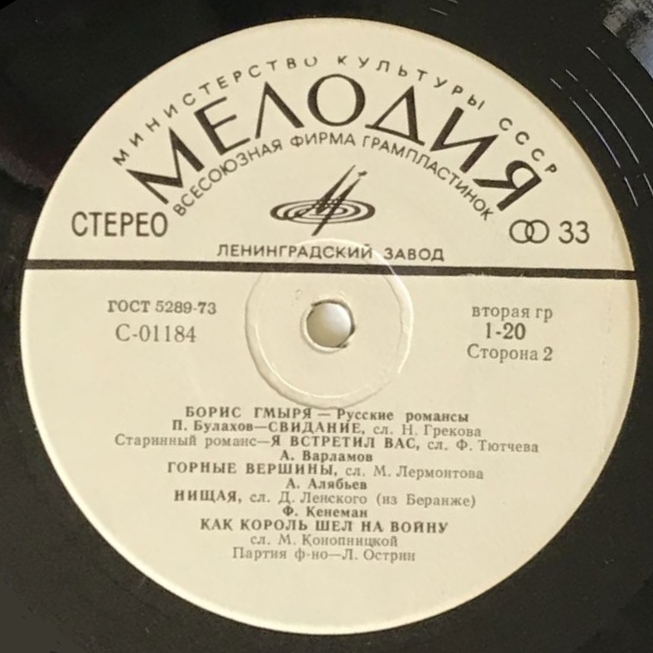 МИНИСТЕРСТВО КУЛЬТУРЫ СССР
МЕЛОДИЯ
ВСЕСОЮЗНАЯ ФИРМА ГРАМПЛАСТИНОК
СТЕРЕО
33
ЛЕНИНГРАДСКИЙ ЗАВОД
ГОСТ 5289-73
С-01184
вторая гр
1-20
Сторона 2
БОРИС ГМЫРЯ — Русские романсы
П. Булахов—СВИДАНИЕ, сл. Н. Грекова
Старинный романс—Я ВСТРЕТИЛ ВАС, сл. Ф. Тютчева
А. Варламов
ГОРНЫЕ ВЕРШИНЫ, сл. М. Лермонтова
А. Алябьев
НИЩАЯ, сл. Д. Ленского (из Беранже)
Ф. Кенеман
КАК КОРОЛЬ ШЕЛ НА ВОЙНУ
сл. М. Конопницкой
Партия ф-но—Л. Острин